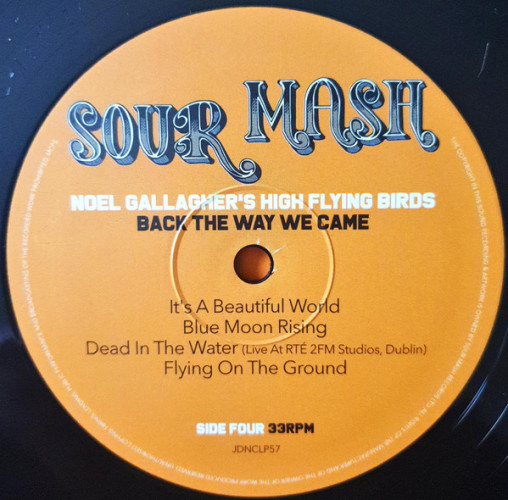 SOUR MASH
NOEL GALLAGHER'S HIGH FLYING BIRDS
BACK THE WAY WE CAME
It's A Beautiful World
Blue Moon Rising
Dead In The Water (Live At RTÉ 2FM Studios, Dublin)
Flying On The Ground
SIDE FOUR 33RPM
JDNCLP57